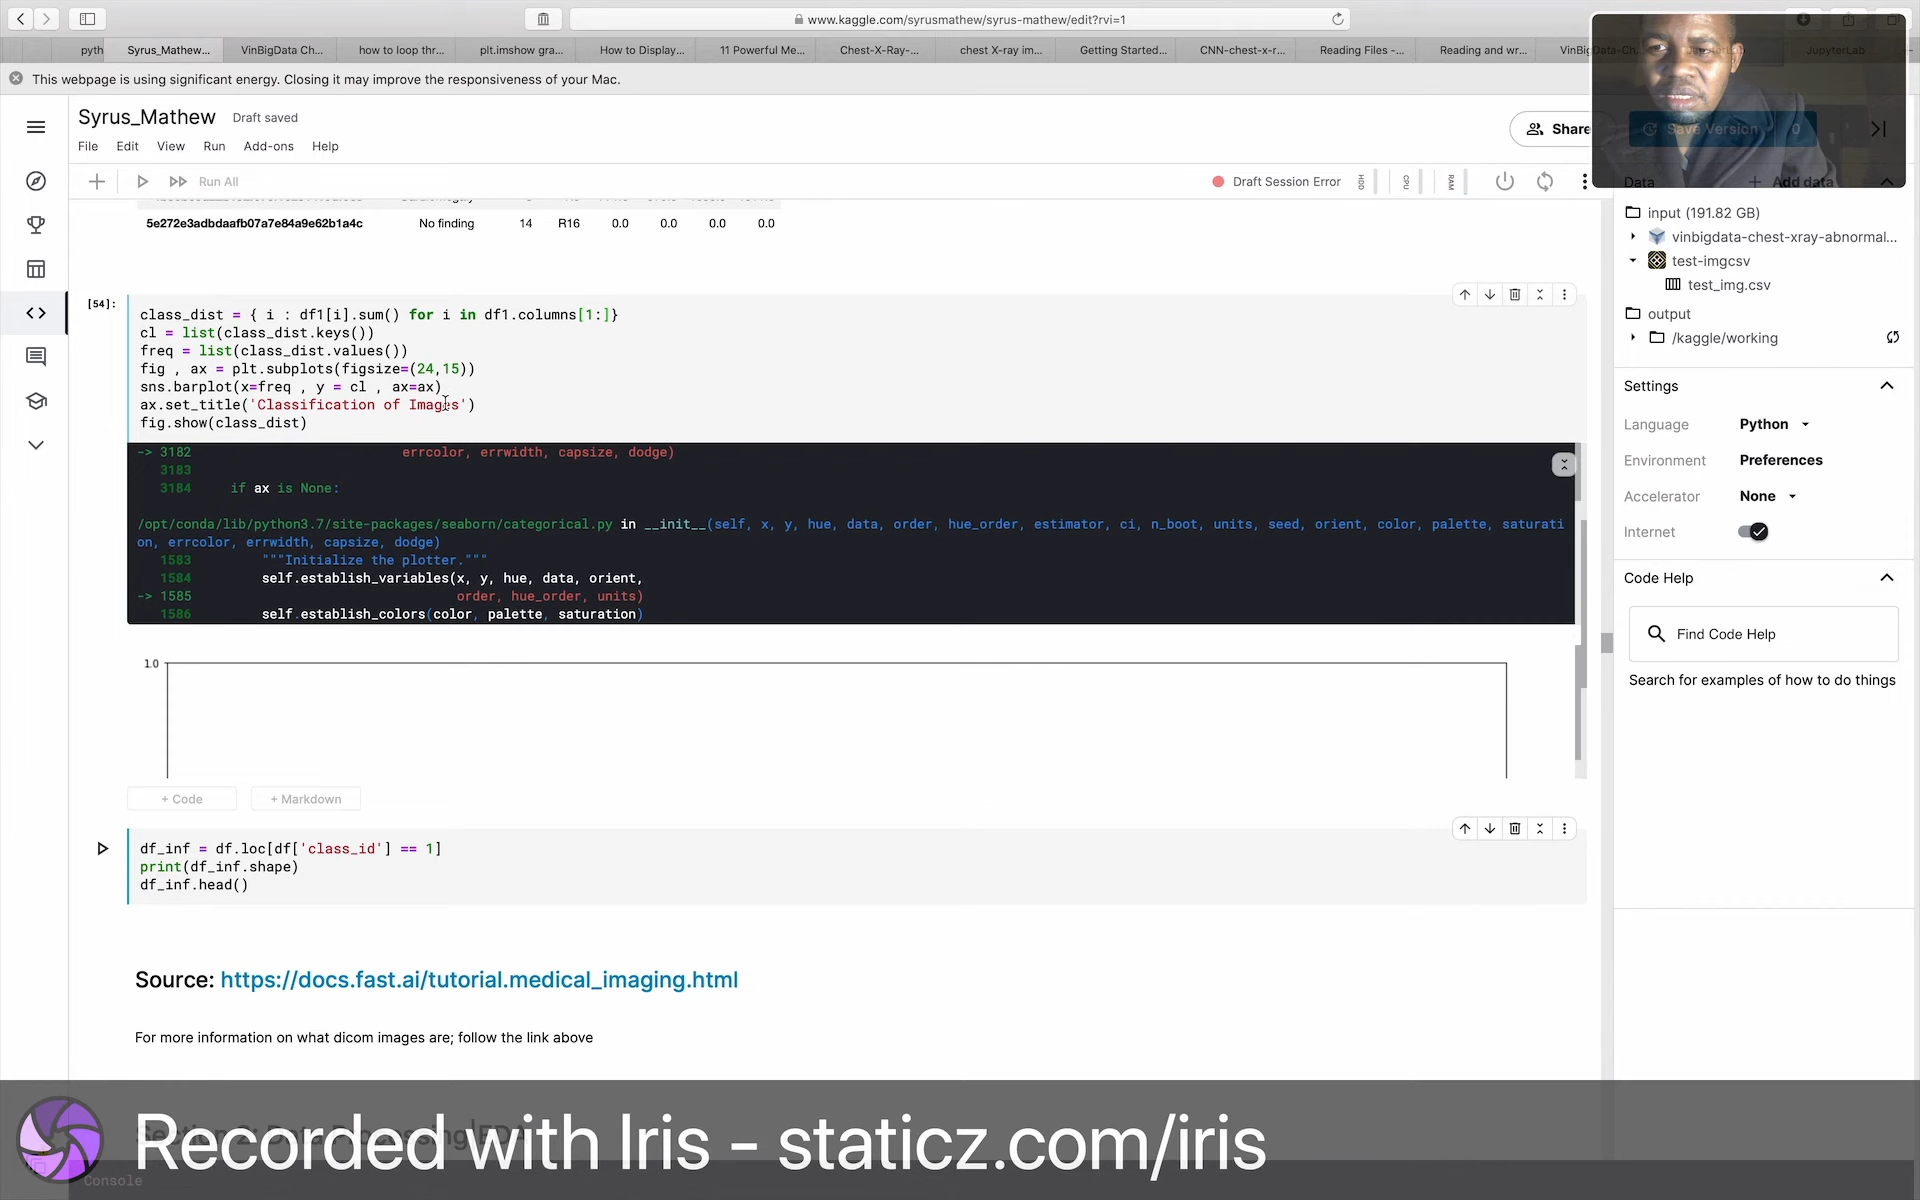 www.kaggle.com/syrusmathew/syrus-mathew/edit?rvi=1
pyth
Syrus_Mathew...
VinBigData Ch...
how to loop thr...
plt.imshow gra...
How to Display...
11 Powerful Me...
Chest-X-Ray-...
chest X-ray im...
Getting Started...
CNN-chest-x-r...
Reading Files -...
Reading and wr...
VinBigData-Ch...
JupyterLab
JupyterLab
This webpage is using significant energy. Closing it may improve the responsiveness of your Mac.
Syrus_Mathew Draft saved
Share
Save Version 0
File Edit View Run Add-ons Help
Run All
Draft Session Error HDD CPU RAM
Data + Add data
5e272e3adbdaafb07a7e84a9e62b1a4c No finding 14 R16 0.0 0.0 0.0 0.0
[54]:
class_dist = { i : df1[i].sum() for i in df1.columns[1:]}
cl = list(class_dist.keys())
freq = list(class_dist.values())
fig , ax = plt.subplots(figsize=(24,15))
sns.barplot(x=freq , y = cl , ax=ax)
ax.set_title('Classification of Images')
fig.show(class_dist)
-> 3182 errcolor, errwidth, capsize, dodge)
3183
3184 if ax is None:
/opt/conda/lib/python3.7/site-packages/seaborn/categorical.py in __init__(self, x, y, hue, data, order, hue_order, estimator, ci, n_boot, units, seed, orient, color, palette, saturati
on, errcolor, errwidth, capsize, dodge)
1583 """Initialize the plotter."""
1584 self.establish_variables(x, y, hue, data, orient,
-> 1585 order, hue_order, units)
1586 self.establish_colors(color, palette, saturation)
1.0
+ Code + Markdown
df_inf = df.loc[df['class_id'] == 1]
print(df_inf.shape)
df_inf.head()
Source: https://docs.fast.ai/tutorial.medical_imaging.html
For more information on what dicom images are; follow the link above
input (191.82 GB)
vinbigdata-chest-xray-abnormal...
test-imgcsv
test_img.csv
output
/kaggle/working
Settings
Language Python
Environment Preferences
Accelerator None
Internet
Code Help
Find Code Help
Search for examples of how to do things
Recorded with Iris - staticz.com/iris
Console